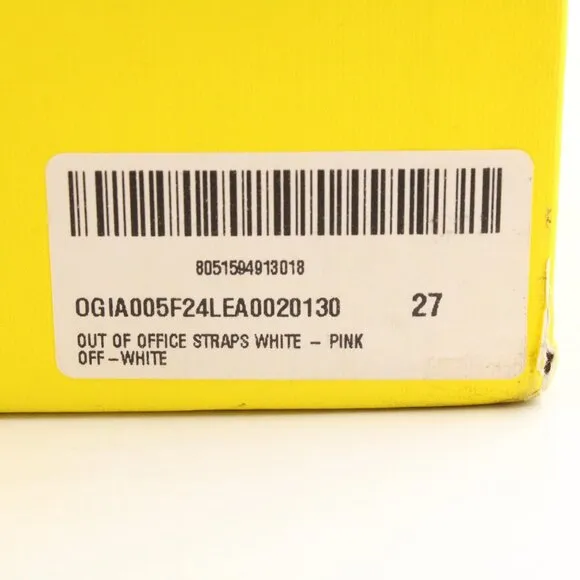 8051594913018
OGIA005F24LEA0020130 27
OUT OF OFFICE STRAPS WHITE - PINK
OFF-WHITE